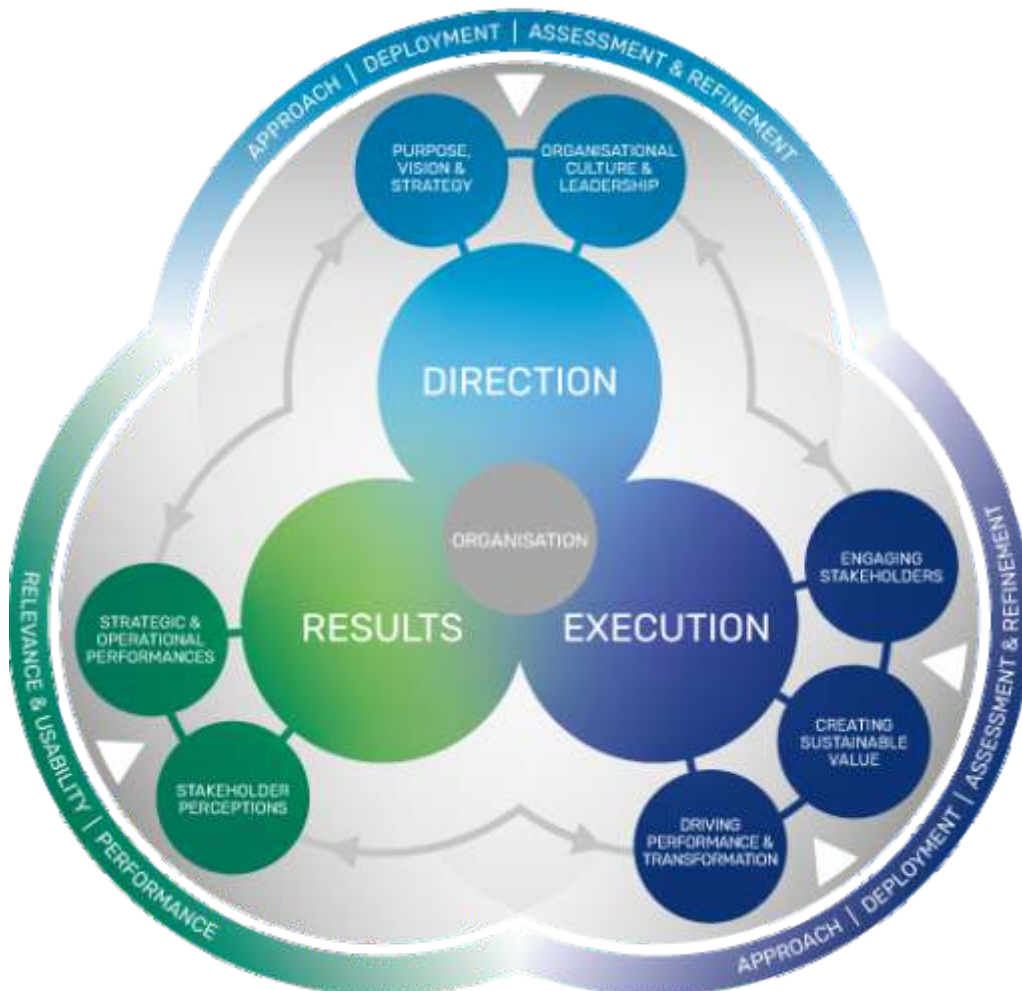 APPROACH | DEPLOYMENT | ASSESSMENT & REFINEMENT
PURPOSE,
VISION &
STRATEGY
ORGANISATIONAL
CULTURE &
LEADERSHIP
DIRECTION
ORGANISATION
RESULTS
EXECUTION
ENGAGING
STAKEHOLDERS
CREATING
SUSTAINABLE
VALUE
DRIVING
PERFORMANCE &
TRANSFORMATION
STRATEGIC &
OPERATIONAL
PERFORMANCES
STAKEHOLDER
PERCEPTIONS
RELEVANCE & USABILITY | PERFORMANCE
APPROACH | DEPLOYMENT | ASSESSMENT & REFINEMENT